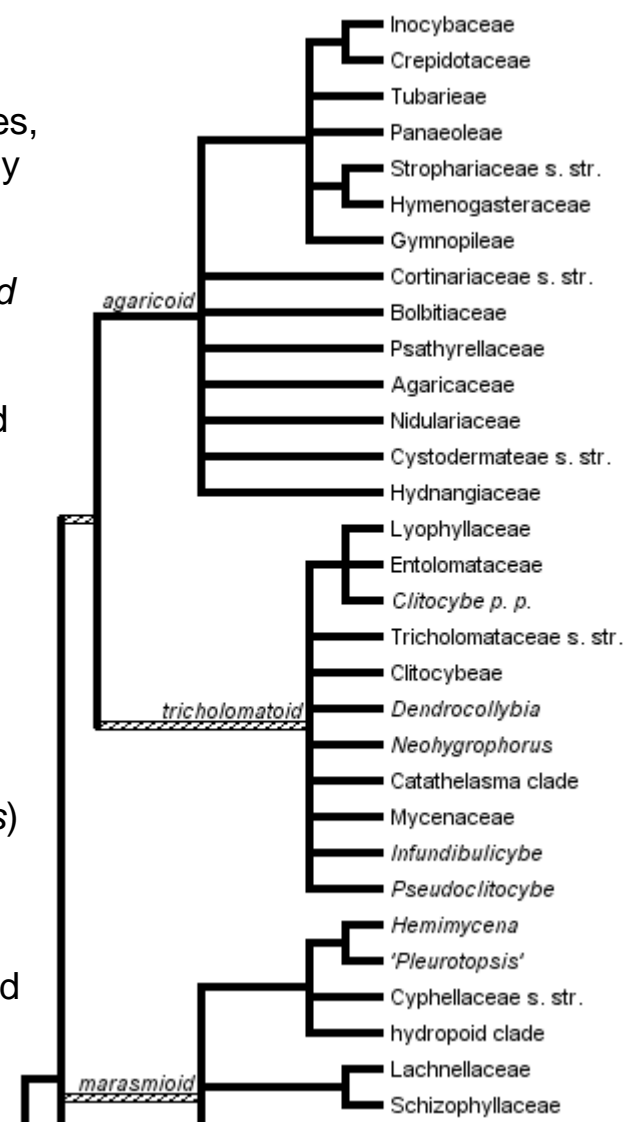 Inocybaceae
Crepidotaceae
Tubarieae
es,
Panaeoleae
y
Strophariaceae s. str.
Hymenogasteraceae
Gymnopileae
Cortinariaceae s. str.
d
agaricoid
Bolbitiaceae
Psathyrellaceae
Agaricaceae
d
Nidulariaceae
Cystodermateae s. str.
Hydnangiaceae
Lyophyllaceae
Entolomataceae
Clitocybe p. p.
Tricholomataceae s. str.
Clitocybeae
tricholomatoid
Dendrocollybia
Neohygrophorus
Catathelasma clade
s)
Mycenaceae
Infundibulicybe
Pseudoclitocybe
Hemimycena
'Pleurotopsis'
d
Cyphellaceae s. str.
hydropoid clade
Lachnellaceae
marasmioid
Schizophyllaceae